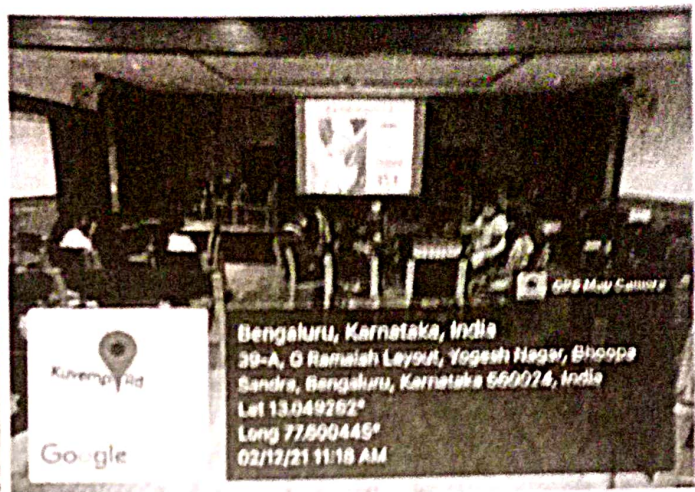 GPS Map Camera
Kuvempu Rd
Google
Bengaluru, Karnataka, India
39-A, G Ramaiah Layout, Yogesh Nagar, Bhoopa
Sandra, Bengaluru, Karnataka 560024, India
Lat 13.049262°
Long 77.600445°
02/12/21 11:18 AM